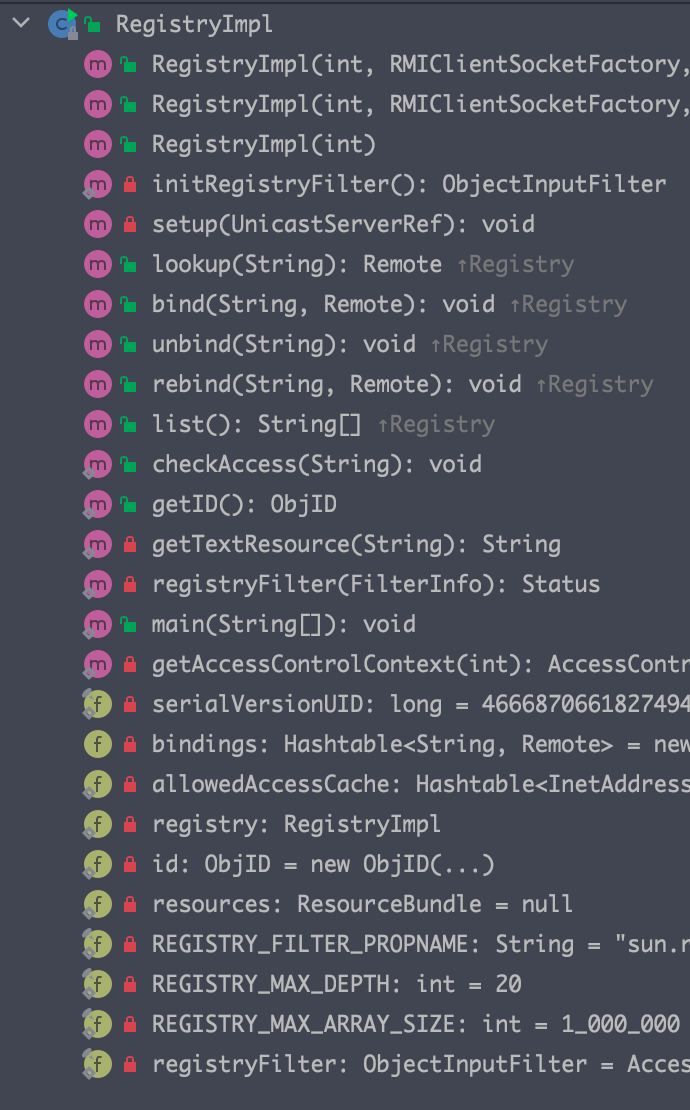 RegistryImpl
RegistryImpl(int, RMIClientSocketFactory,
RegistryImpl(int, RMIClientSocketFactory,
RegistryImpl(int)
initRegistryFilter(): ObjectInputFilter
setup(UnicastServerRef): void
lookup(String): Remote ↑Registry
bind(String, Remote): void ↑Registry
unbind(String): void ↑Registry
rebind(String, Remote): void ↑Registry
list(): String[] ↑Registry
checkAccess(String): void
getID(): ObjID
getTextResource(String): String
registryFilter(FilterInfo): Status
main(String[]): void
getAccessControlContext(int): AccessContr
serialVersionUID: long = 4666870661827494
bindings: Hashtable<String, Remote> = new
allowedAccessCache: Hashtable<InetAddress
registry: RegistryImpl
id: ObjID = new ObjID(...)
resources: ResourceBundle = null
REGISTRY_FILTER_PROPNAME: String = "sun.r
REGISTRY_MAX_DEPTH: int = 20
REGISTRY_MAX_ARRAY_SIZE: int = 1_000_000
registryFilter: ObjectInputFilter = Acces